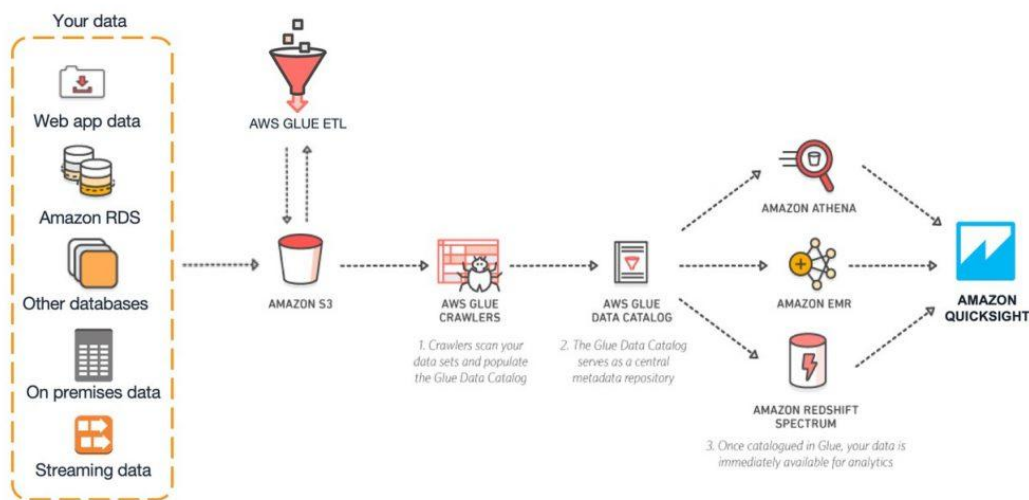 Your data
Web app data
Amazon RDS
Other databases
On premises data
Streaming data
AWS GLUE ETL
AMAZON S3
AWS GLUE
CRAWLERS
1. Crawlers scan your
data sets and populate
the Glue Data Catalog
AWS GLUE
DATA CATALOG
2. The Glue Data Catalog
serves as a central
metadata repository
AMAZON ATHENA
AMAZON EMR
AMAZON REDSHIFT
SPECTRUM
3. Once catalogued in Glue, your data is
immediately available for analytics
AMAZON
QUICKSIGHT